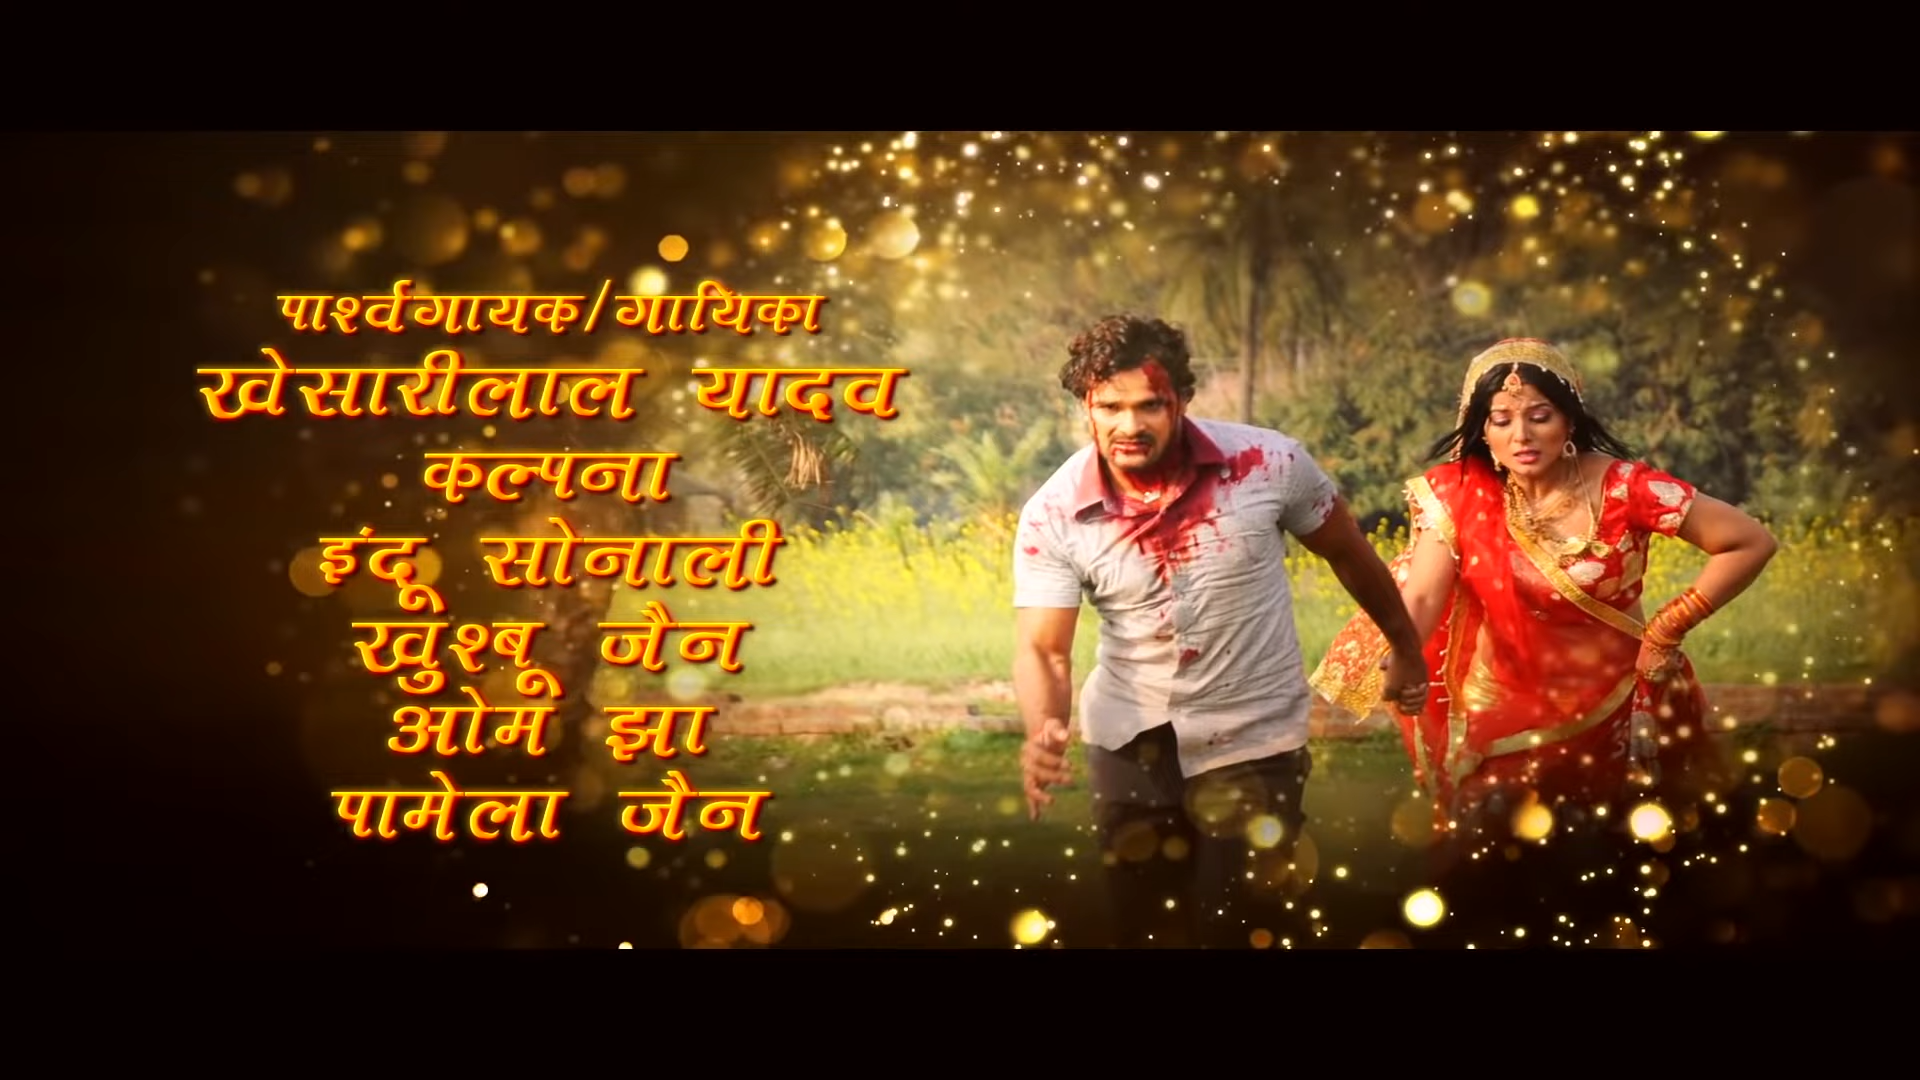 पार्श्वगायक/गायिका
खेसारीलाल यादव
कल्पना
इंदू सोनाली
खुश्बू जैन
ओम झा
पामेला जैन